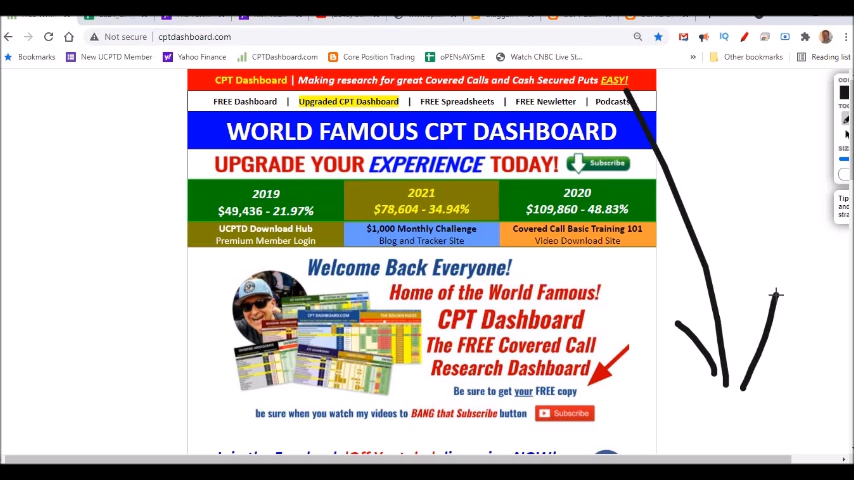 Not secure | cptdashboard.com
Bookmarks New UCPTD Member Yahoo Finance CPTDashboard.com Core Position Trading oPENsAYSmE Watch CNBC Live St... » Other bookmarks Reading list
CPT Dashboard | Making research for great Covered Calls and Cash Secured Puts EASY!
FREE Dashboard | Upgraded CPT Dashboard | FREE Spreadsheets | FREE Newletter | Podcasts
WORLD FAMOUS CPT DASHBOARD
UPGRADE YOUR EXPERIENCE TODAY! Subscribe
2019 2021 2020
$49,436 - 21.97% $78,604 - 34.94% $109,860 - 48.83%
UCPTD Download Hub $1,000 Monthly Challenge Covered Call Basic Training 101
Premium Member Login Blog and Tracker Site Video Download Site
Welcome Back Everyone!
Home of the World Famous!
CPT Dashboard
The FREE Covered Call
Research Dashboard
Be sure to get your FREE copy
be sure when you watch my videos to BANG that Subscribe button Subscribe